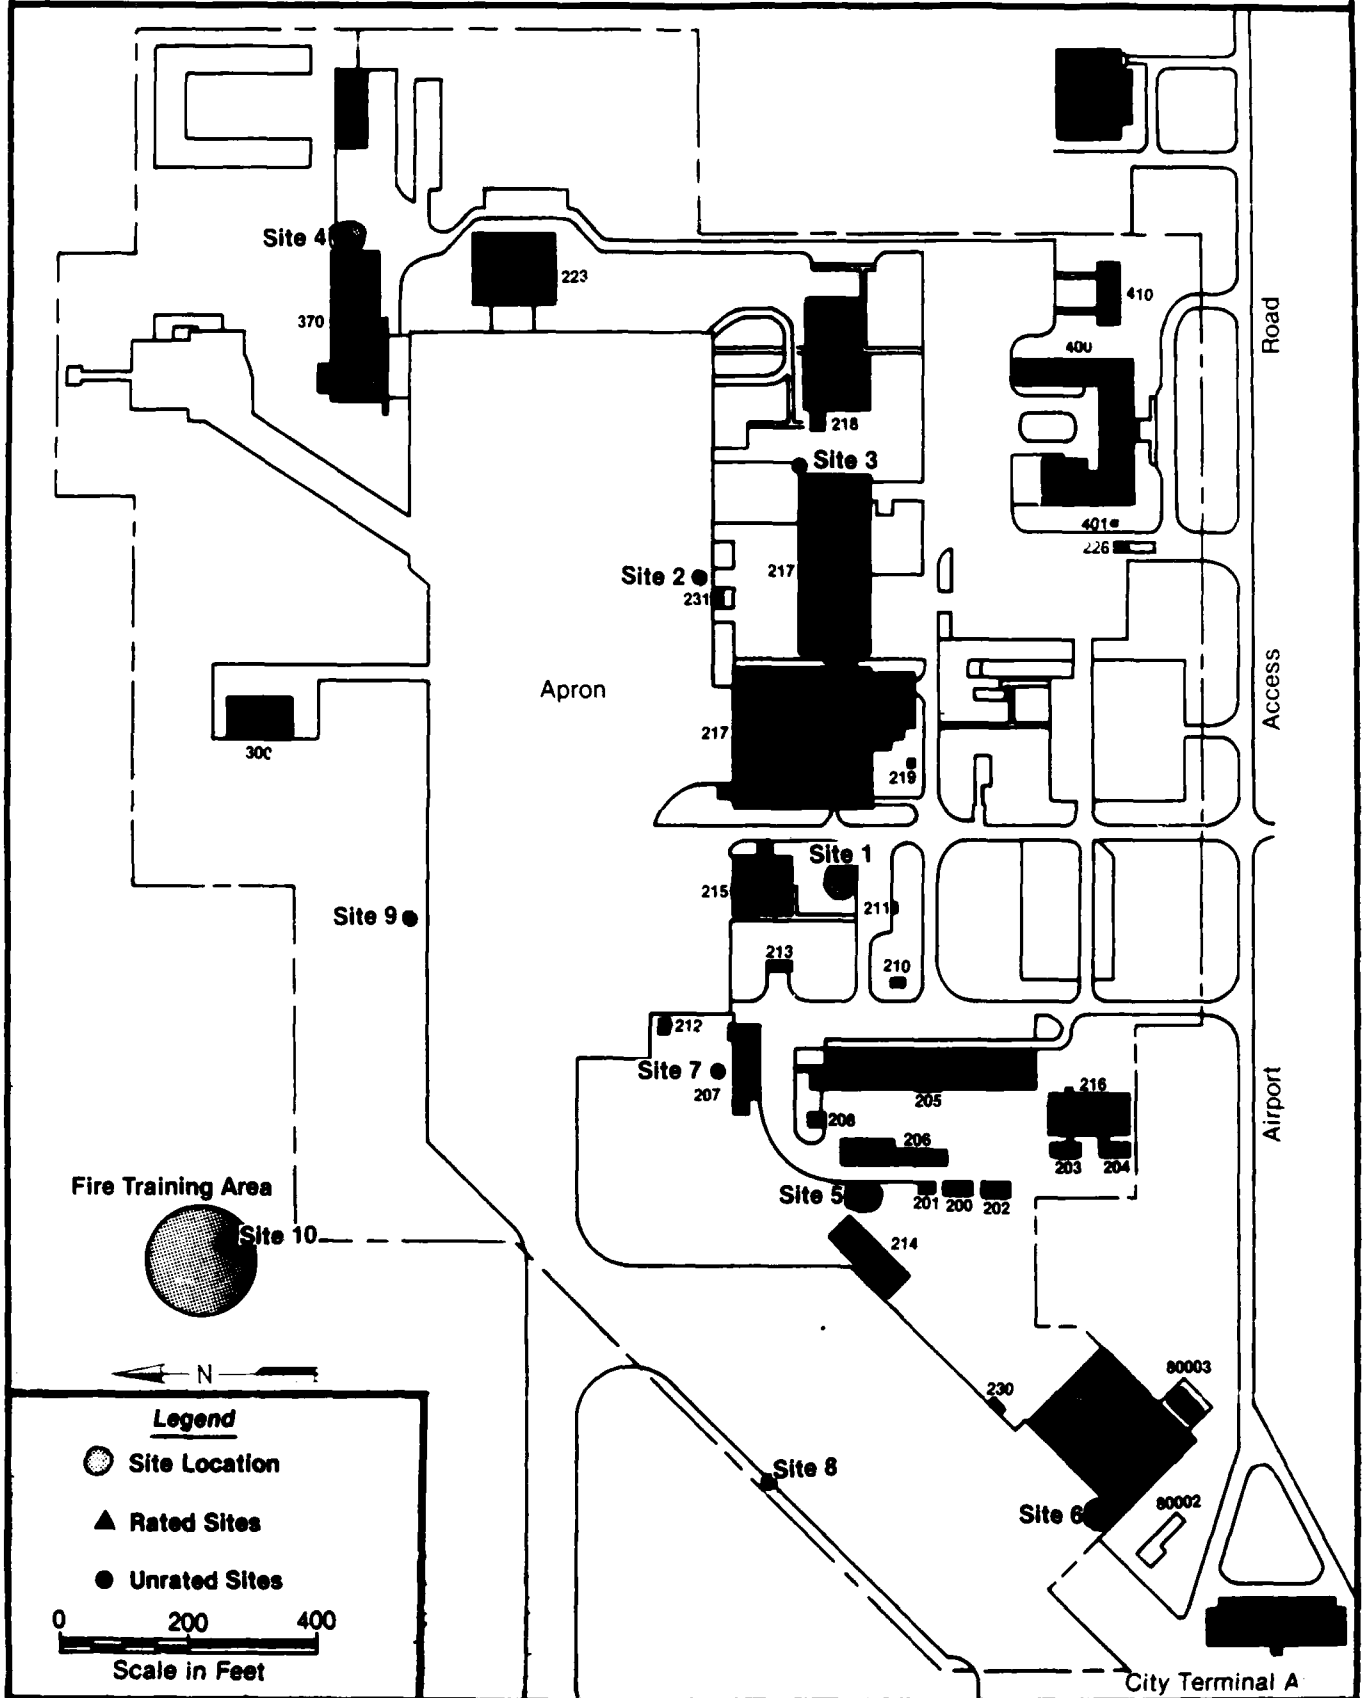 Site 4
223
370
410
Road
400
218
Site 3
401
226
Site 2
217
231
Apron
Access
217
300
219
Site 1
215
211
Site 9
213
210
212
Site 7
207
205
216
208
206
203
204
Fire Training Area
Site 5
201
200
202
Airport
Site 10
214
N
80003
230
Legend
Site Location
Site 8
Rated Sites
80002
Site 6
Unrated Sites
0
200
400
Scale in Feet
City Terminal A